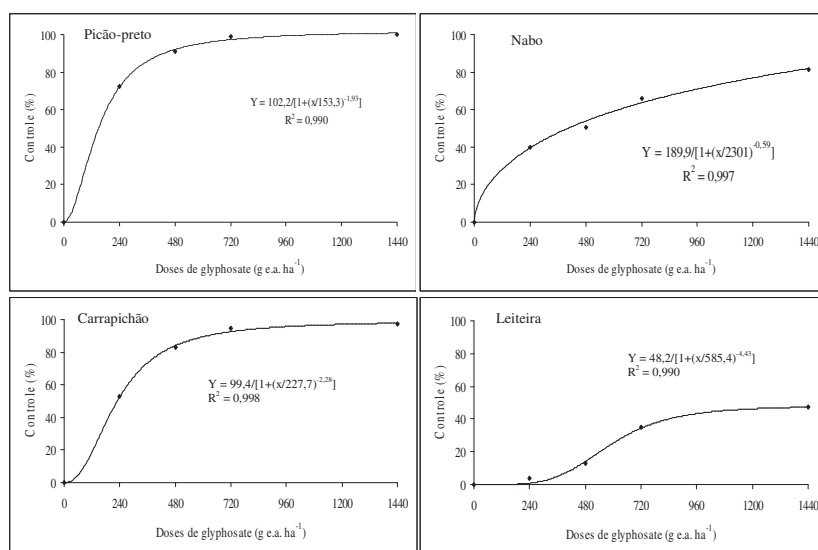 Picão-preto
100
80
60
40
20
0
Controle (%)
Y = 102,2/[1+(x/153,3)^-1,93]
R² = 0,990
0 240 480 720 960 1200 1440
Doses de glyphosate (g e.a. ha^-1)
Nabo
100
80
60
40
20
0
Controle (%)
Y = 189,9/[1+(x/2301)^-0,59]
R² = 0,997
0 240 480 720 960 1200 1440
Doses de glyphosate (g e.a. ha^-1)
Carrapichão
100
80
60
40
20
0
Controle (%)
Y = 99,4/[1+(x/227,7)^-2,28]
R² = 0,998
0 240 480 720 960 1200 1440
Doses de glyphosate (g e.a. ha^-1)
Leiteira
100
80
60
40
20
0
Controle (%)
Y = 48,2/[1+(x/585,4)^-4,43]
R² = 0,990
0 240 480 720 960 1200 1440
Doses de glyphosate (g e.a. ha^-1)